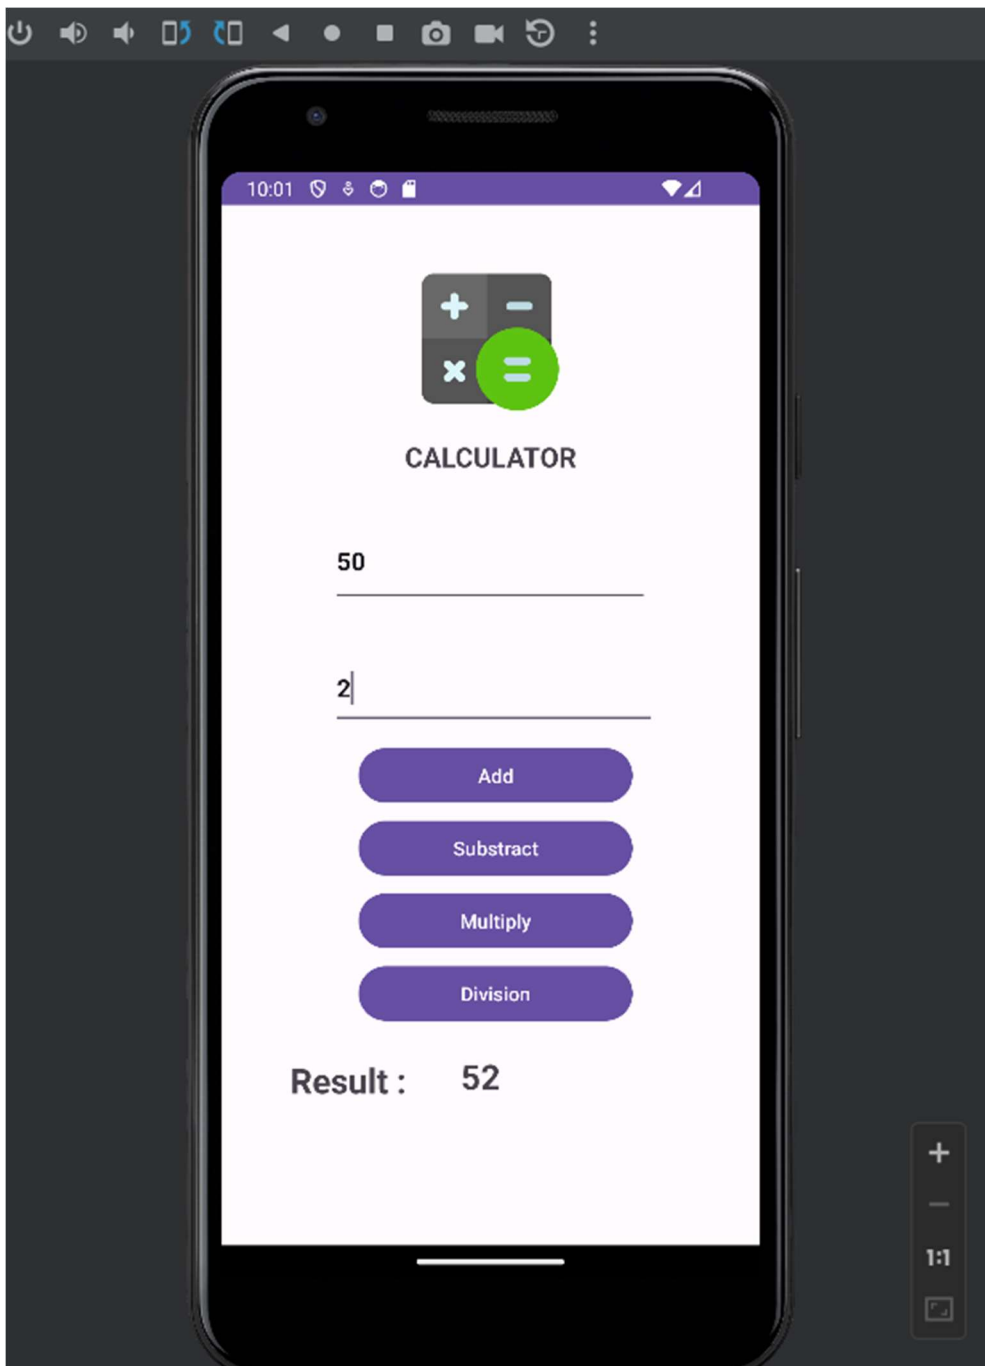 10:01
CALCULATOR
50
2
Add
Substract
Multiply
Division
Result : 52
1:1